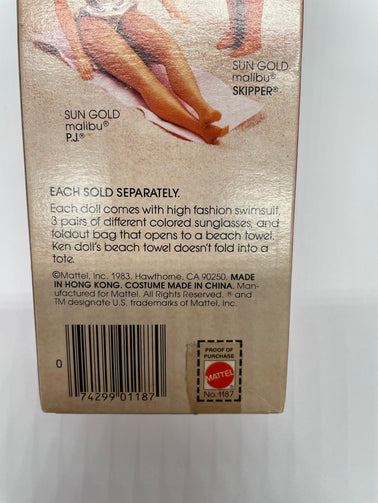 SUN GOLD
malibu®
SKIPPER®
SUN GOLD
malibu®
P.J.®
EACH SOLD SEPARATELY.
Each doll comes with high fashion swimsuit,
3 pairs of different colored sunglasses, and
foldout bag that opens to a beach towel.
Ken doll's beach towel doesn't fold into a
tote.
©Mattel, Inc. 1983. Hawthorne, CA 90250. MADE
IN HONG KONG. COSTUME MADE IN CHINA. Man-
ufactured for Mattel. All Rights Reserved. ® and
TM designate U.S. trademarks of Mattel, Inc.
PROOF OF
PURCHASE
MATTEL
No. 1187
0
74299 01187